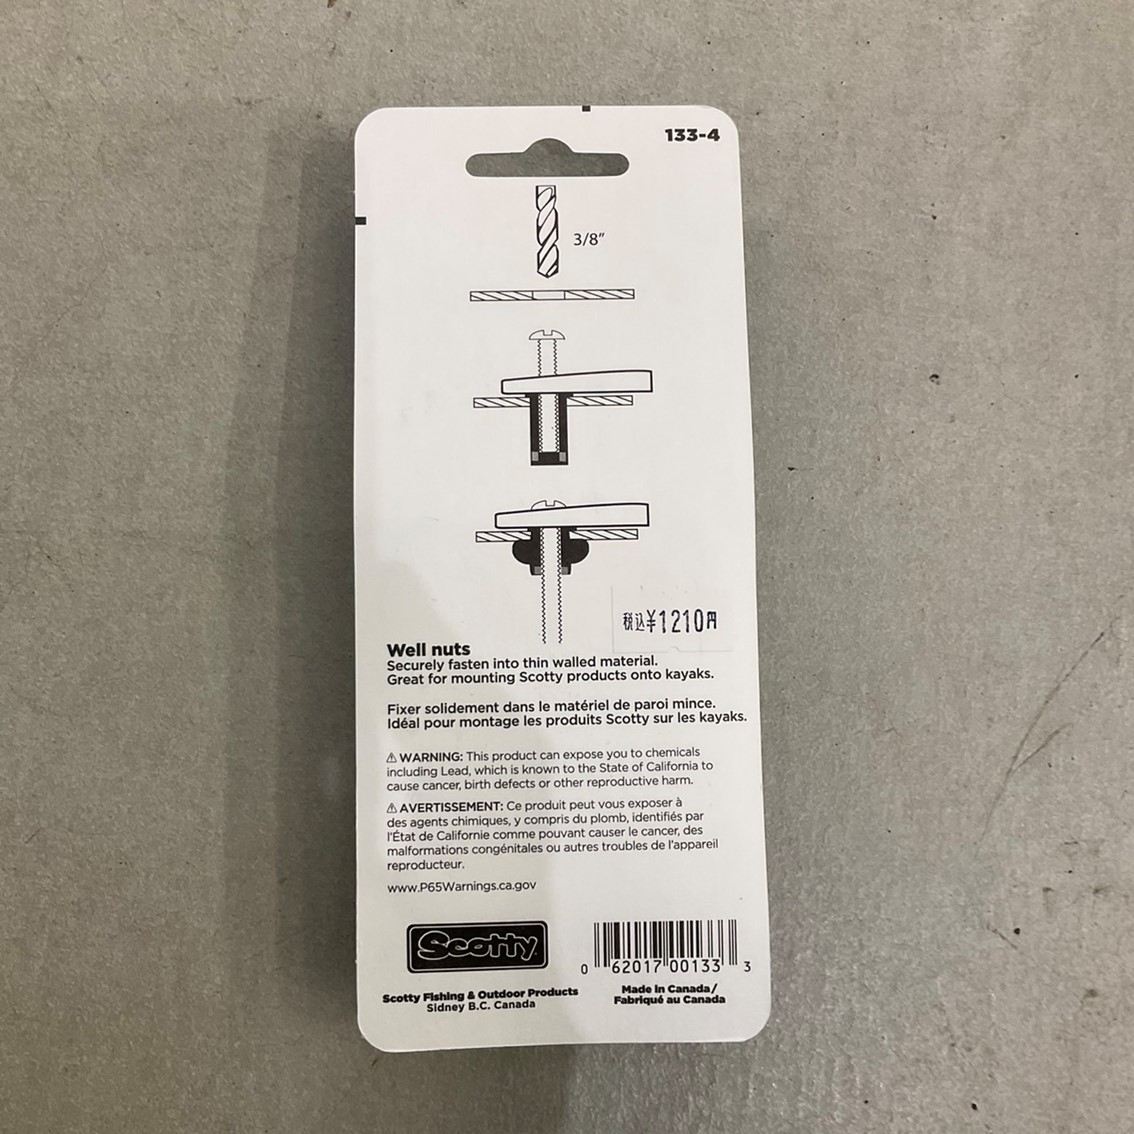 133-4
3/8"
税込¥1210円
Well nuts
Securely fasten into thin walled material.
Great for mounting Scotty products onto kayaks.
Fixer solidement dans le matériel de paroi mince.
Idéal pour montage les produits Scotty sur les kayaks.
⚠ WARNING: This product can expose you to chemicals
including Lead, which is known to the State of California to
cause cancer, birth defects or other reproductive harm.
⚠ AVERTISSEMENT: Ce produit peut vous exposer à
des agents chimiques, y compris du plomb, identifiés par
l'État de Californie comme pouvant causer le cancer, des
malformations congénitales ou autres troubles de l'appareil
reproducteur.
www.P65Warnings.ca.gov
Scotty
Scotty Fishing & Outdoor Products
Sidney B.C. Canada
0 62017 00133 3
Made in Canada/
Fabriqué au Canada